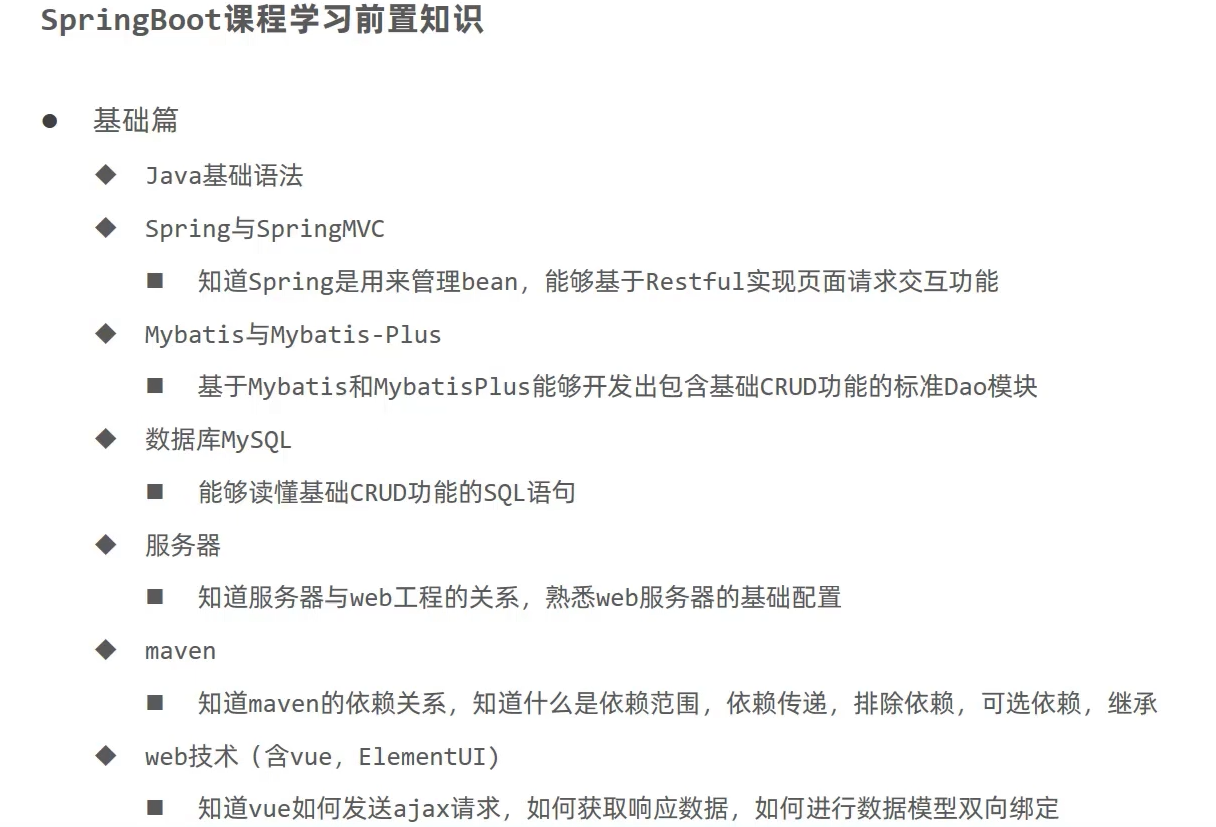 SpringBoot课程学习前置知识
基础篇
Java基础语法
Spring与SpringMVC
知道Spring是用来管理bean，能够基于Restful实现页面请求交互功能
Mybatis与Mybatis-Plus
基于Mybatis和MybatisPlus能够开发出包含基础CRUD功能的标准Dao模块
数据库MySQL
能够读懂基础CRUD功能的SQL语句
服务器
知道服务器与web工程的关系，熟悉web服务器的基础配置
maven
知道maven的依赖关系，知道什么是依赖范围，依赖传递，排除依赖，可选依赖，继承
web技术（含vue，ElementUI）
知道vue如何发送ajax请求，如何获取响应数据，如何进行数据模型双向绑定